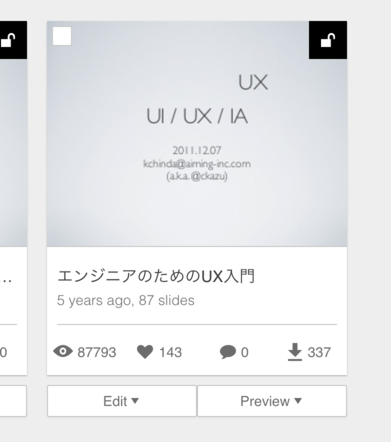 UX
UI / UX / IA
2011.12.07
kchinda@aiming-inc.com
(a.k.a. @ckazu)
...
エンジニアのためのUX入門
5 years ago, 87 slides
0
87793 143 0 337
Edit
Preview